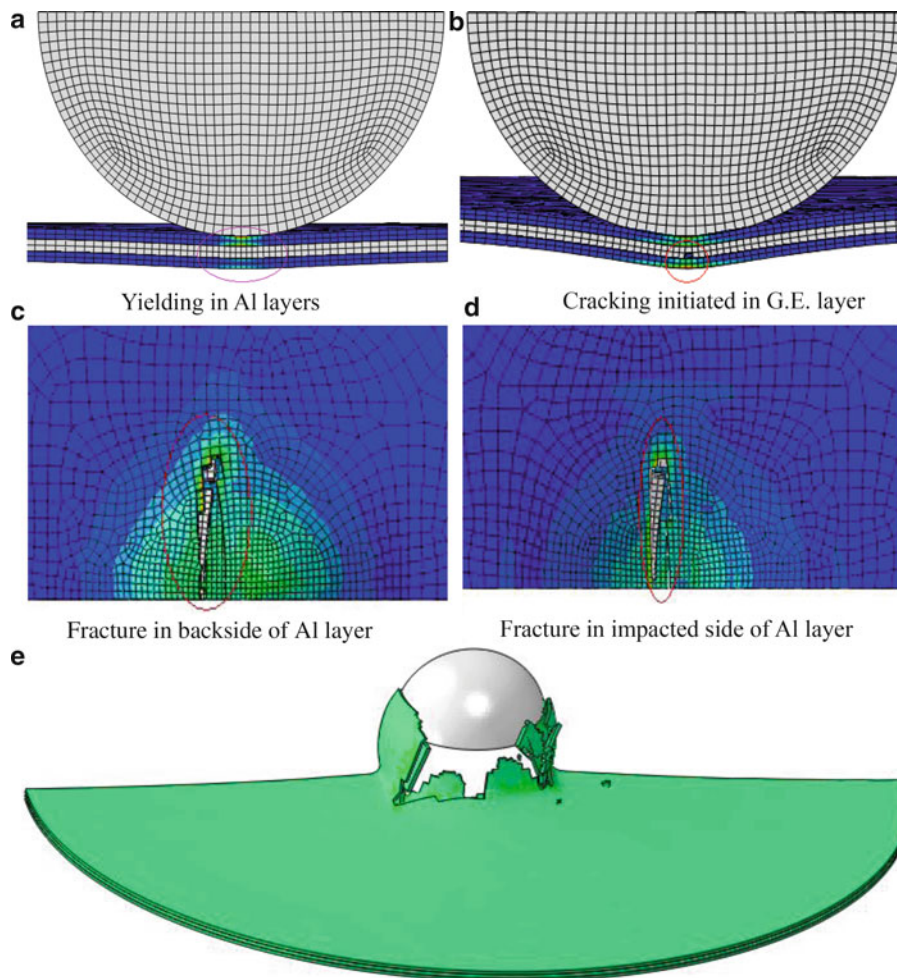 a
b
Yielding in Al layers
Cracking initiated in G.E. layer
c
d
Fracture in backside of Al layer
Fracture in impacted side of Al layer
e